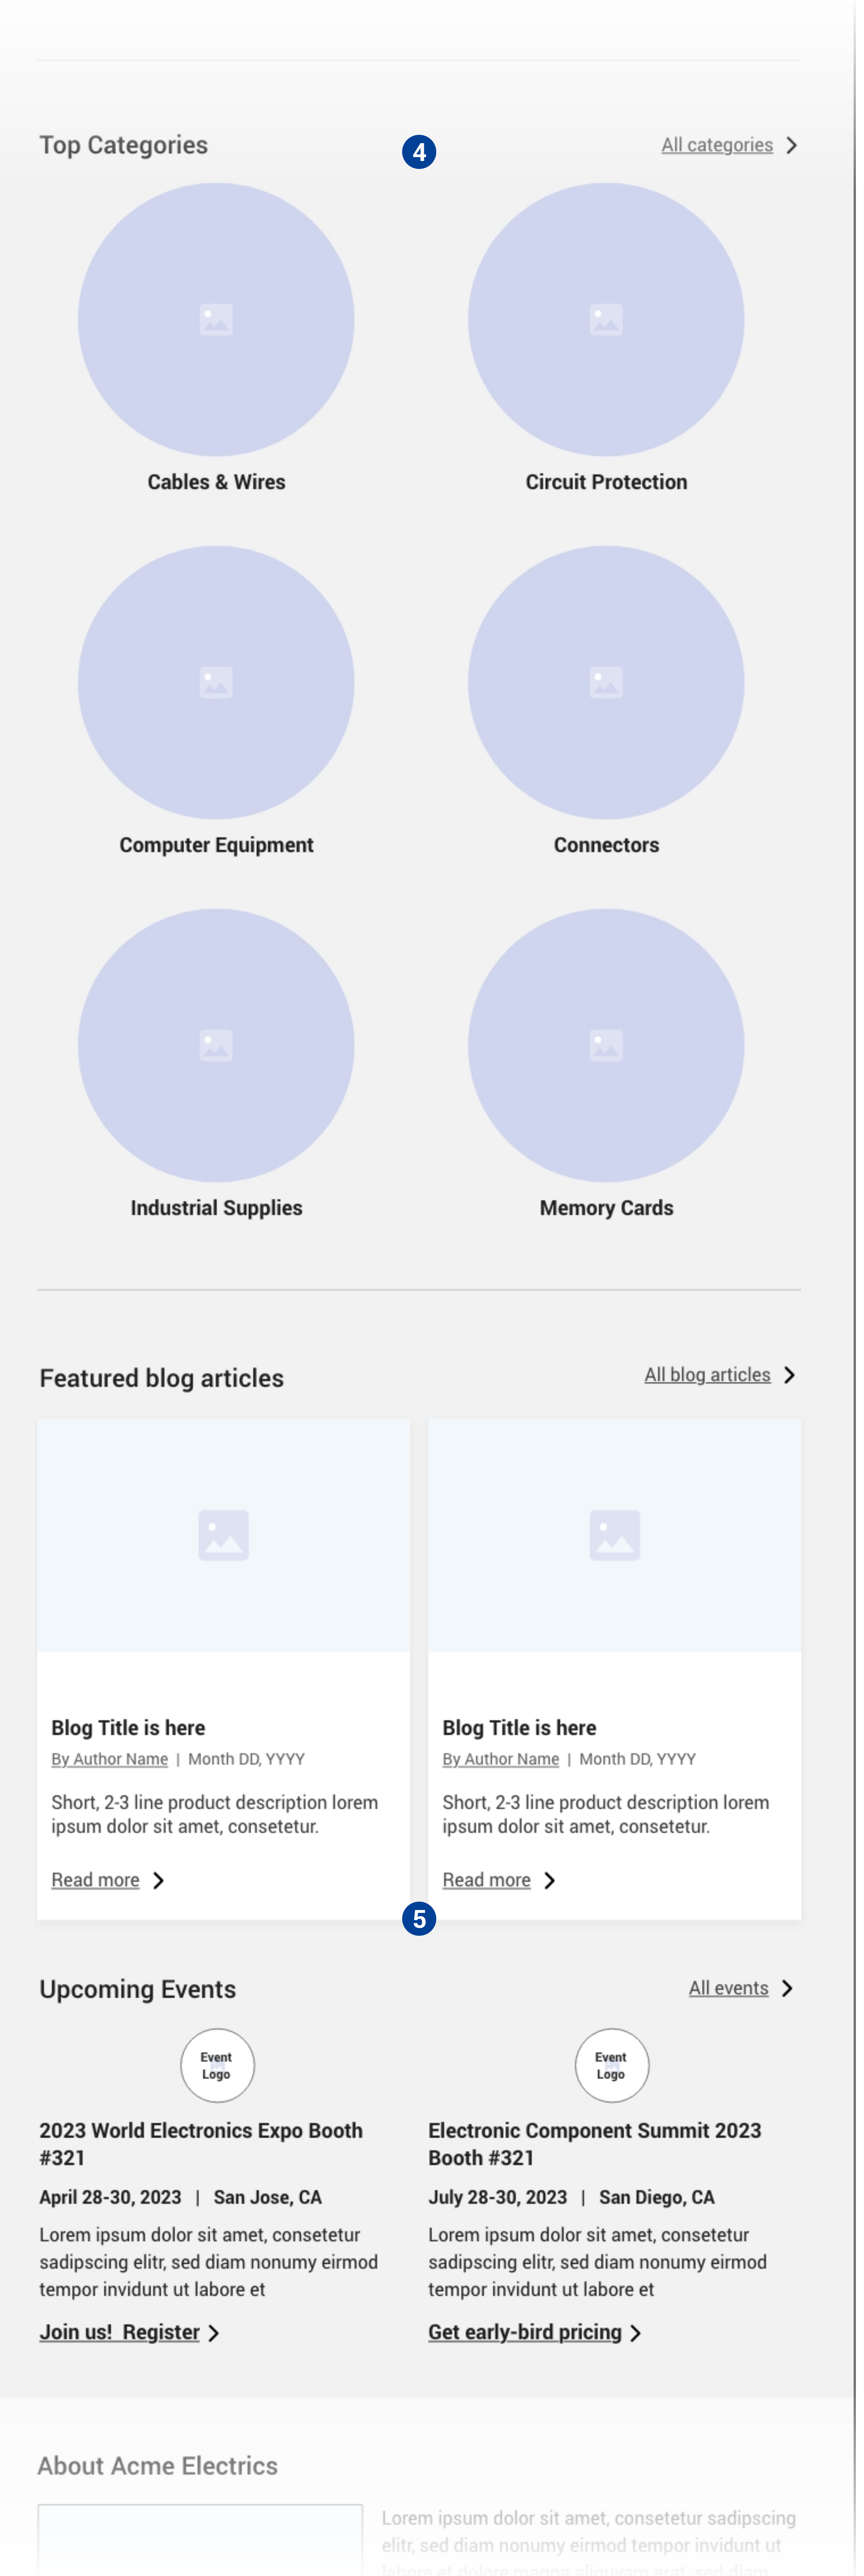 Top Categories
4
All categories
Cables & Wires
Circuit Protection
Computer Equipment
Connectors
Industrial Supplies
Memory Cards
Featured blog articles
All blog articles
Blog Title is here
By Author Name | Month DD, YYYY
Short, 2-3 line product description lorem
ipsum dolor sit amet, consetetur.
Read more
Blog Title is here
By Author Name | Month DD, YYYY
Short, 2-3 line product description lorem
ipsum dolor sit amet, consetetur.
Read more
5
Upcoming Events
All events
Event
Logo
2023 World Electronics Expo Booth
#321
April 28-30, 2023 | San Jose, CA
Lorem ipsum dolor sit amet, consetetur
sadipscing elitr, sed diam nonumy eirmod
tempor invidunt ut labore et
Join us! Register
Event
Logo
Electronic Component Summit 2023
Booth #321
July 28-30, 2023 | San Diego, CA
Lorem ipsum dolor sit amet, consetetur
sadipscing elitr, sed diam nonumy eirmod
tempor invidunt ut labore et
Get early-bird pricing
About Acme Electrics
Lorem ipsum dolor sit amet, consetetur sadipscing
elitr, sed diam nonumy eirmod tempor invidunt ut
labore et dolore magna aliquyam erat, sed diam